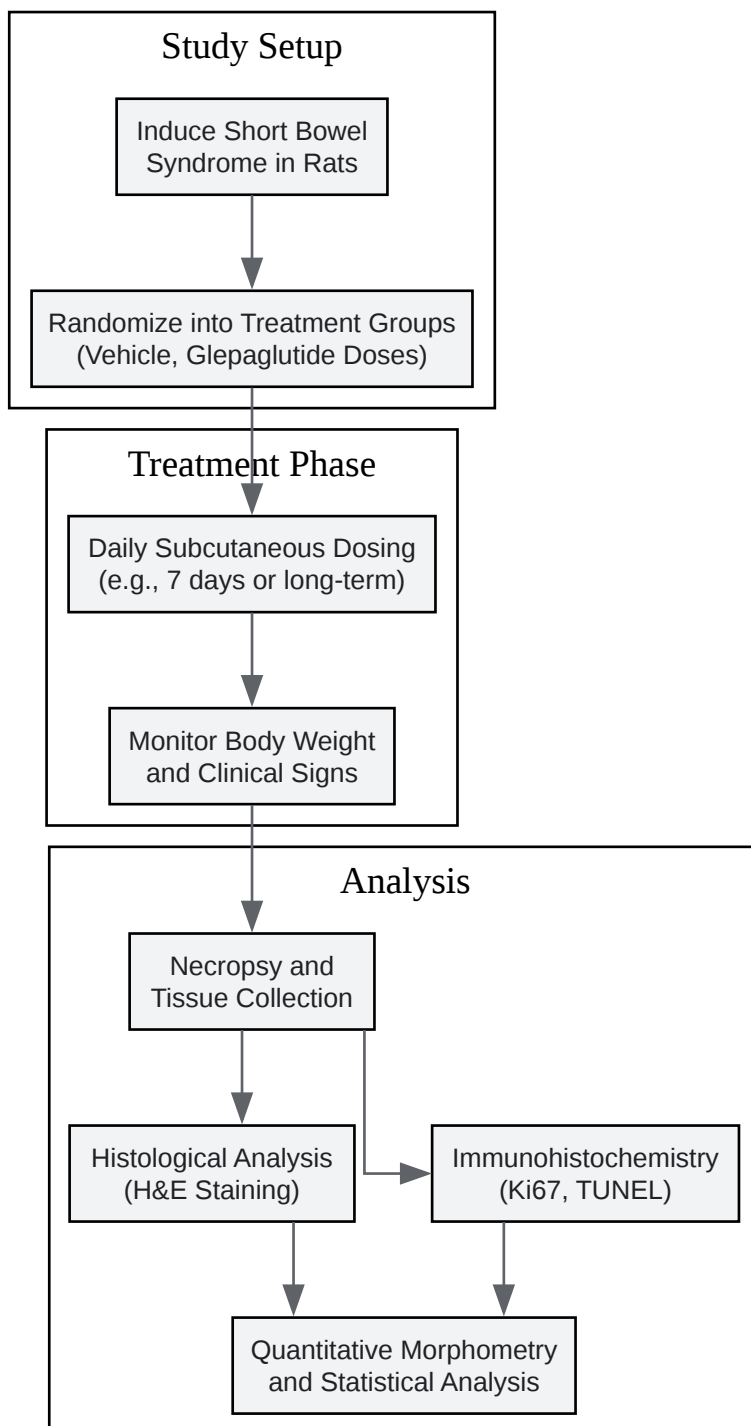 Study Setup
Induce Short Bowel
Syndrome in Rats
Randomize into Treatment Groups
(Vehicle, Glepaglutide Doses)
Treatment Phase
Daily Subcutaneous Dosing
(e.g., 7 days or long-term)
Monitor Body Weight
and Clinical Signs
Analysis
Necropsy and
Tissue Collection
Histological Analysis
(H&E Staining)
Immunohistochemistry
(Ki67, TUNEL)
Quantitative Morphometry
and Statistical Analysis